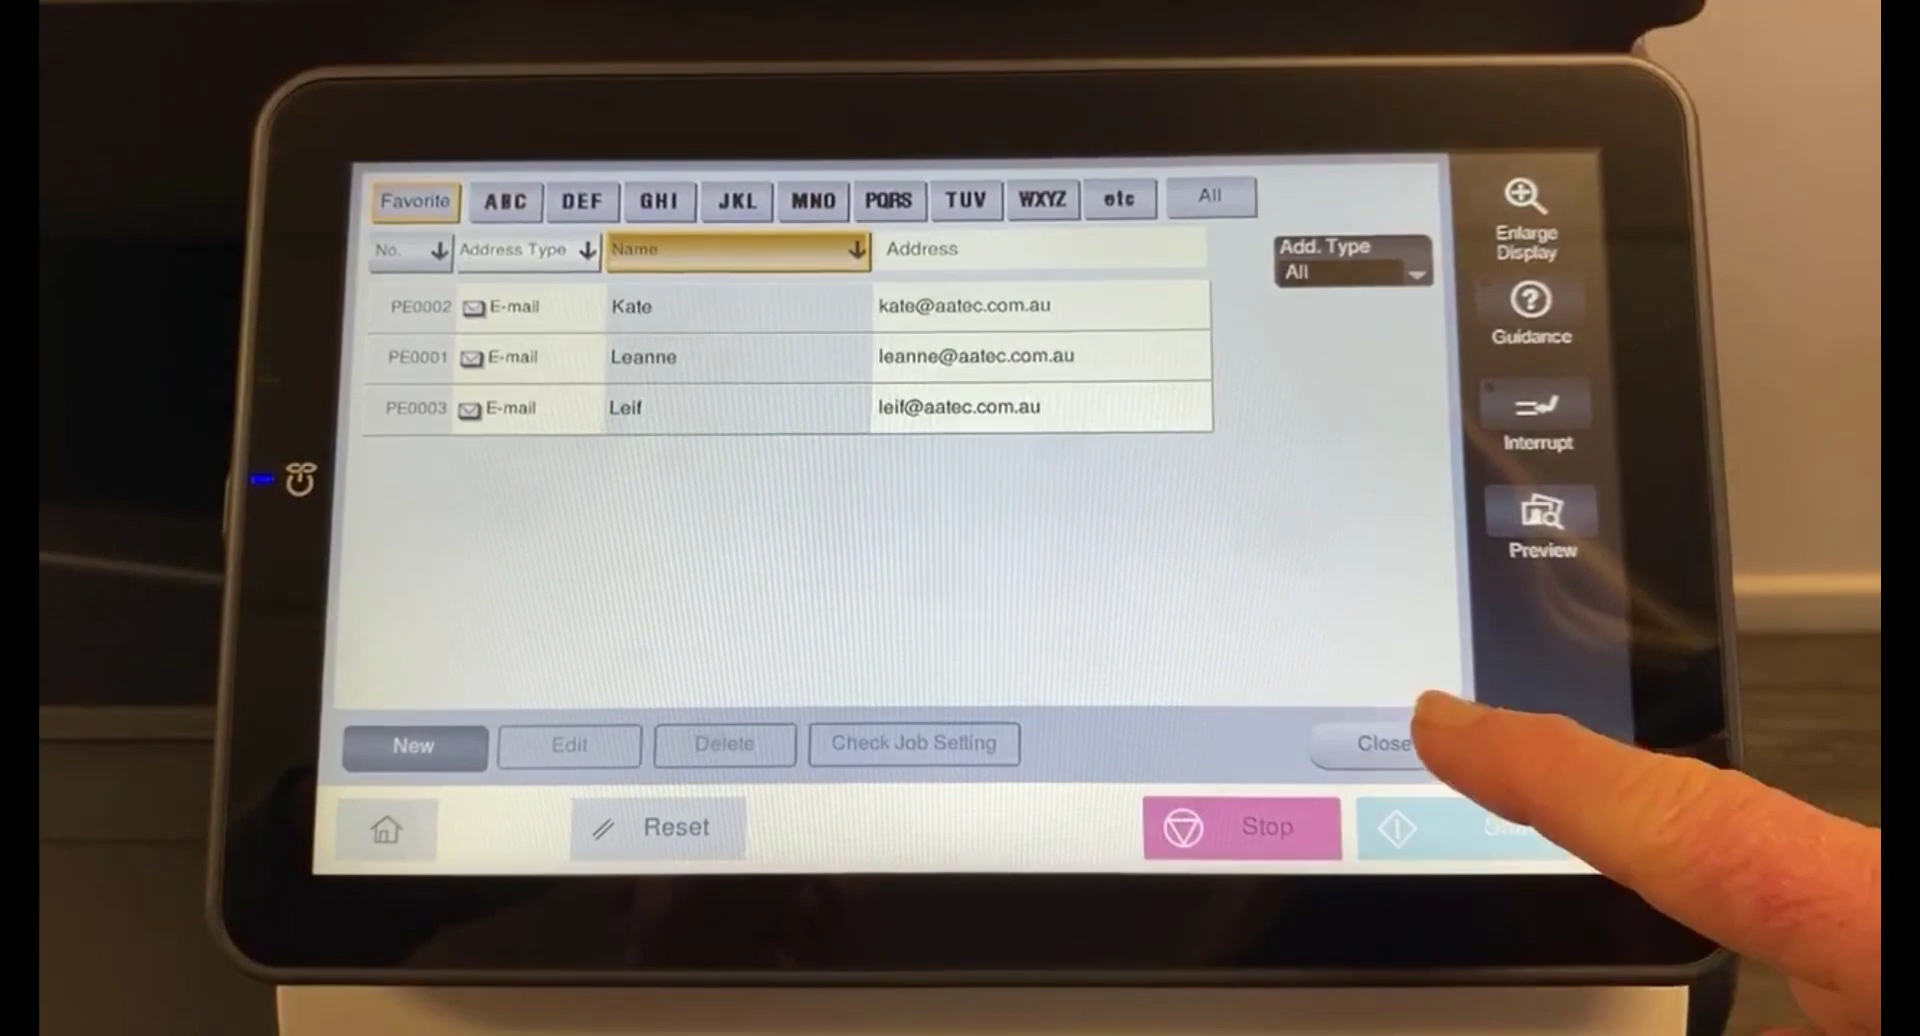 Favorite ABC DEF GHI JKL MNO PQRS TUV WXYZ etc All
No. Address Type Name Address
Add. Type
All
PE0002 E-mail Kate kate@aatec.com.au
PE0001 E-mail Leanne leanne@aatec.com.au
PE0003 E-mail Leif leif@aatec.com.au
Enlarge
Display
Guidance
Interrupt
Preview
New Edit Delete Check Job Setting Close
Reset Stop